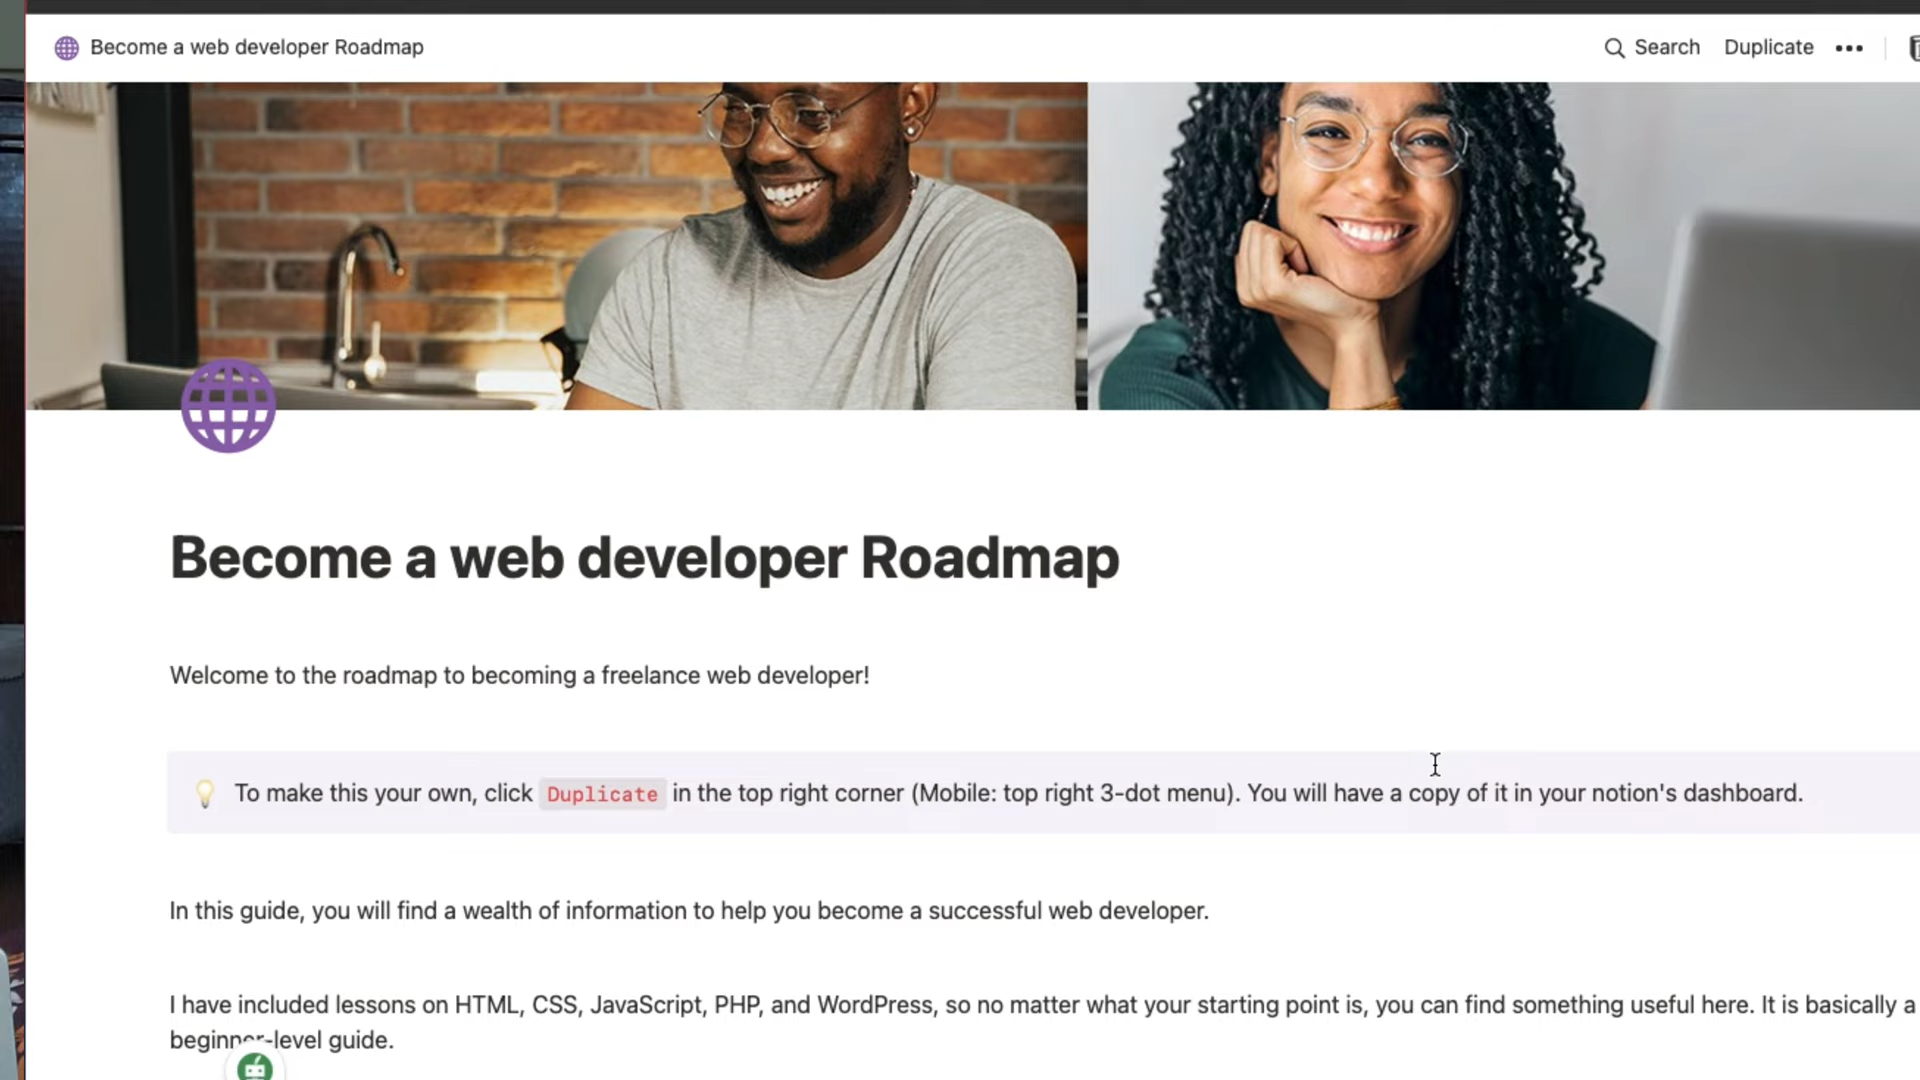 Become a web developer Roadmap
Search Duplicate
Become a web developer Roadmap
Welcome to the roadmap to becoming a freelance web developer!
To make this your own, click Duplicate in the top right corner (Mobile: top right 3-dot menu). You will have a copy of it in your notion's dashboard.
In this guide, you will find a wealth of information to help you become a successful web developer.
I have included lessons on HTML, CSS, JavaScript, PHP, and WordPress, so no matter what your starting point is, you can find something useful here. It is basically a
beginner-level guide.